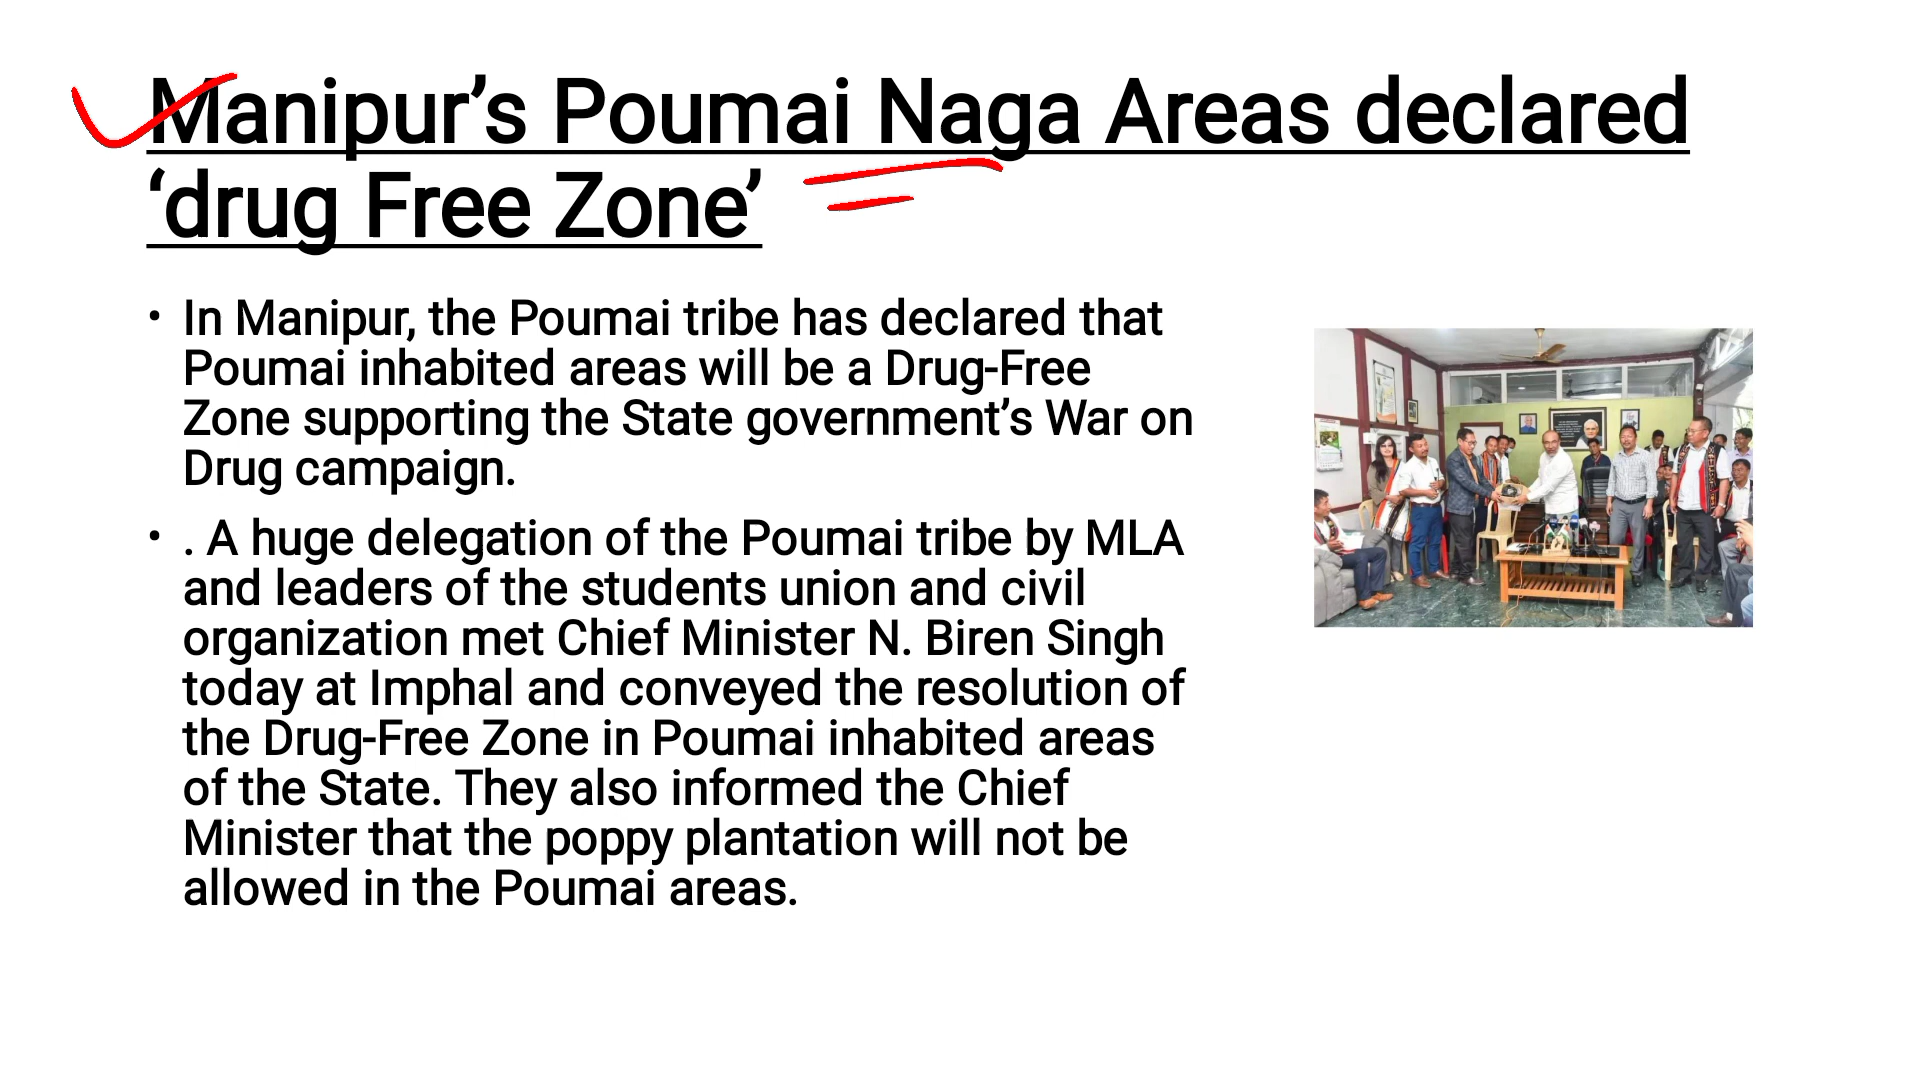 Manipur’s Poumai Naga Areas declared
‘drug Free Zone’
• In Manipur, the Poumai tribe has declared that
Poumai inhabited areas will be a Drug-Free
Zone supporting the State government’s War on
Drug campaign.
• . A huge delegation of the Poumai tribe by MLA
and leaders of the students union and civil
organization met Chief Minister N. Biren Singh
today at Imphal and conveyed the resolution of
the Drug-Free Zone in Poumai inhabited areas
of the State. They also informed the Chief
Minister that the poppy plantation will not be
allowed in the Poumai areas.